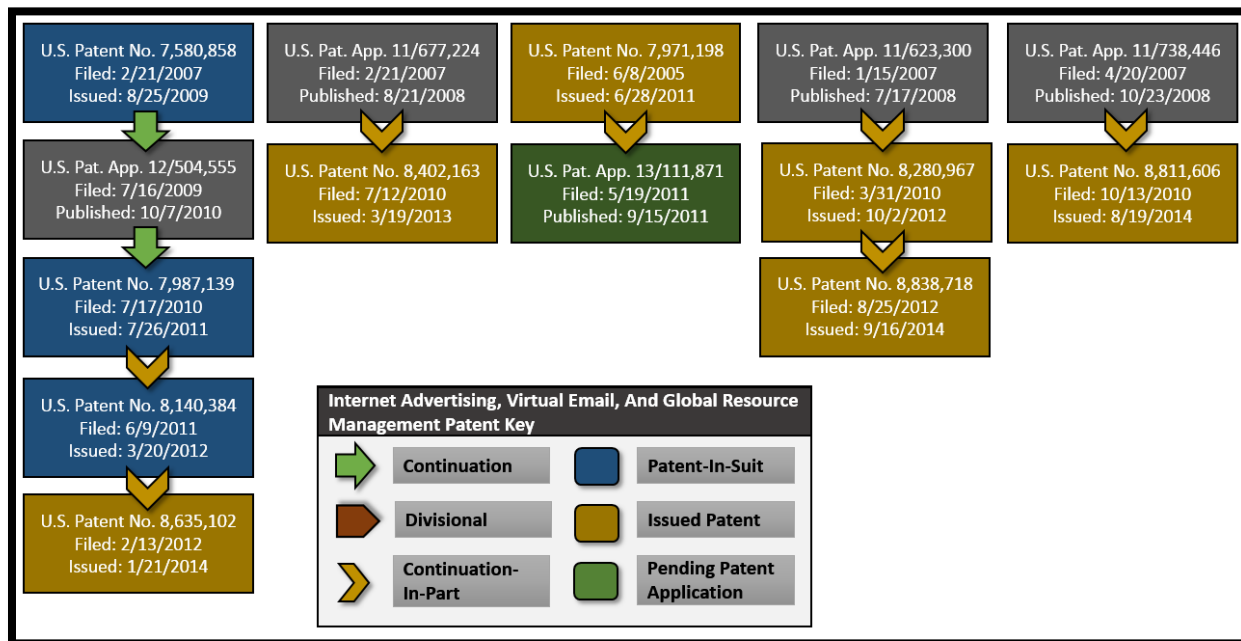 U.S. Patent No. 7,580,858
Filed: 2/21/2007
Issued: 8/25/2009
U.S. Pat. App. 12/504,555
Filed: 7/16/2009
Published: 10/7/2010
U.S. Patent No. 7,987,139
Filed: 7/17/2010
Issued: 7/26/2011
U.S. Patent No. 8,140,384
Filed: 6/9/2011
Issued: 3/20/2012
U.S. Patent No. 8,635,102
Filed: 2/13/2012
Issued: 1/21/2014
U.S. Pat. App. 11/677,224
Filed: 2/21/2007
Published: 8/21/2008
U.S. Patent No. 8,402,163
Filed: 7/12/2010
Issued: 3/19/2013
U.S. Patent No. 7,971,198
Filed: 6/8/2005
Issued: 6/28/2011
U.S. Pat. App. 13/111,871
Filed: 5/19/2011
Published: 9/15/2011
U.S. Pat. App. 11/623,300
Filed: 1/15/2007
Published: 7/17/2008
U.S. Patent No. 8,280,967
Filed: 3/31/2010
Issued: 10/2/2012
U.S. Patent No. 8,838,718
Filed: 8/25/2012
Issued: 9/16/2014
U.S. Pat. App. 11/738,446
Filed: 4/20/2007
Published: 10/23/2008
U.S. Patent No. 8,811,606
Filed: 10/13/2010
Issued: 8/19/2014
Internet Advertising, Virtual Email, And Global Resource
Management Patent Key
Continuation
Patent-In-Suit
Divisional
Issued Patent
Continuation-
In-Part
Pending Patent
Application